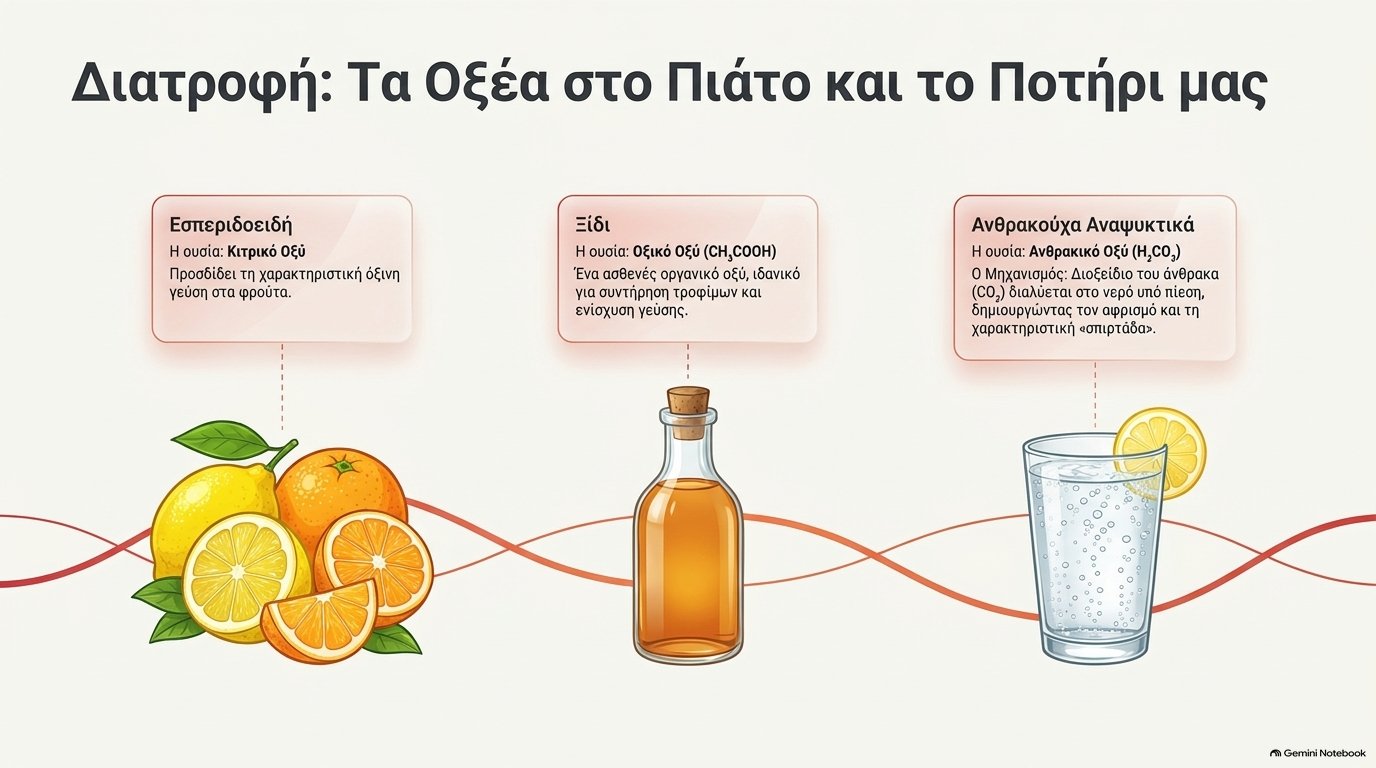 Διατροφή: Τα Οξέα στο Πιάτο και το Ποτήρι μας
Εσπεριδοειδή
Η ουσία: Κιτρικό Οξύ
Προσδίδει τη χαρακτηριστική όξινη
γεύση στα φρούτα.
Ξίδι
Η ουσία: Οξικό Οξύ (CH₃COOH)
Ένα ασθενές οργανικό οξύ, ιδανικό
για συντήρηση τροφίμων και
ενίσχυση γεύσης.
Ανθρακούχα Αναψυκτικά
Η ουσία: Ανθρακικό Οξύ (H₂CO₃)
Ο Μηχανισμός: Διοξείδιο του άνθρακα
(CO₂) διαλύεται στο νερό υπό πίεση,
δημιουργώντας τον αφρισμό και τη
χαρακτηριστική «σπιρτάδα».
Gemini Notebook